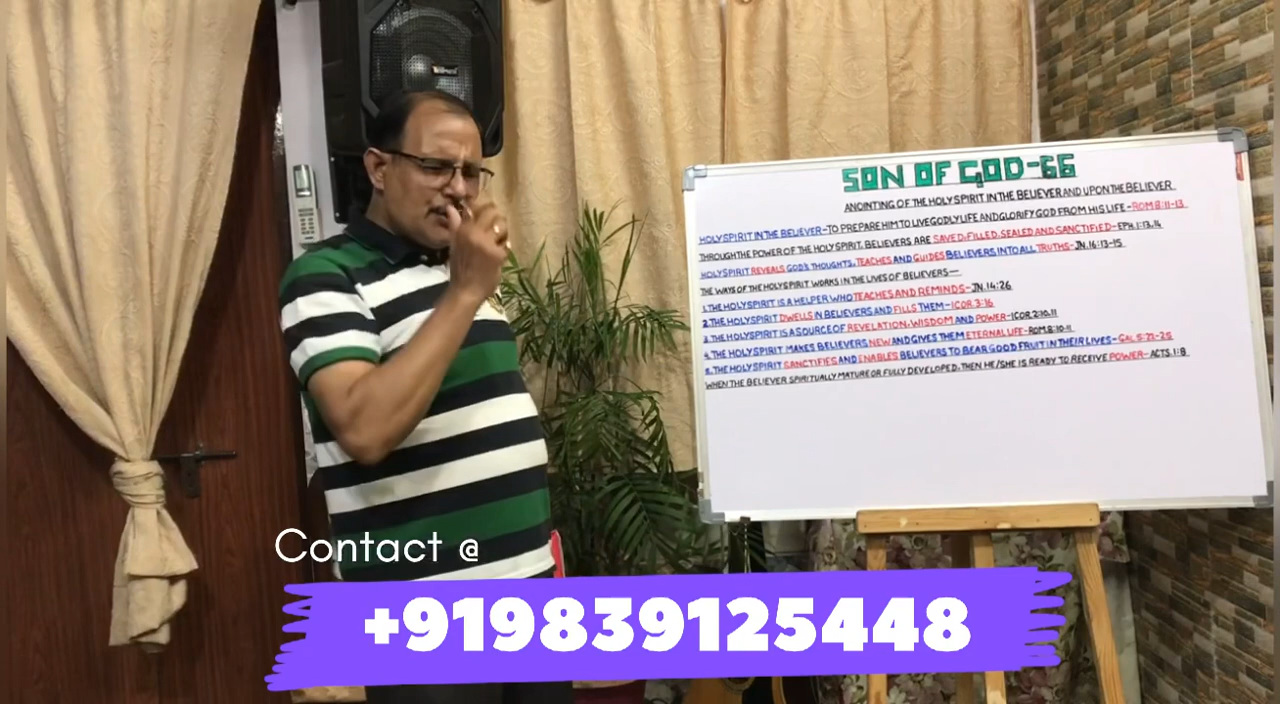 SON OF GOD-66
ANOINTING OF THE HOLY SPIRIT IN THE BELIEVER AND UPON THE BELIEVER
HOLY SPIRIT IN THE BELIEVER-TO PREPARE HIM TO LIVE GODLY LIFE AND GLORIFY GOD FROM HIS LIFE-ROM.8:11-13
THROUGH THE POWER OF THE HOLY SPIRIT, BELIEVERS ARE SAVED, FILLED, SEALED AND SANCTIFIED-EPH.1:13,14
HOLY SPIRIT REVEALS GOD'S THOUGHTS, TEACHES AND GUIDES BELIEVERS INTO ALL TRUTHS-JN.16:13-15
THE WAYS OF THE HOLY SPIRIT WORKS IN THE LIVES OF BELIEVERS—
1. THE HOLY SPIRIT IS A HELPER WHO TEACHES AND REMINDS-JN.14:26
2. THE HOLY SPIRIT DWELLS IN BELIEVERS AND FILLS THEM-1COR.3:16
3. THE HOLY SPIRIT IS A SOURCE OF REVELATION, WISDOM AND POWER-1COR.2:10,11
4. THE HOLY SPIRIT MAKES BELIEVERS NEW AND GIVES THEM ETERNAL LIFE-ROM.8:10-11
5. THE HOLY SPIRIT SANCTIFIES AND ENABLES BELIEVERS TO BEAR GOOD FRUIT IN THEIR LIVES-GAL 5:21-25
WHEN THE BELIEVER SPIRITUALLY MATURE OR FULLY DEVELOPED, THEN HE/SHE IS READY TO RECEIVE POWER-ACTS.1:8
Contact @
+919839125448